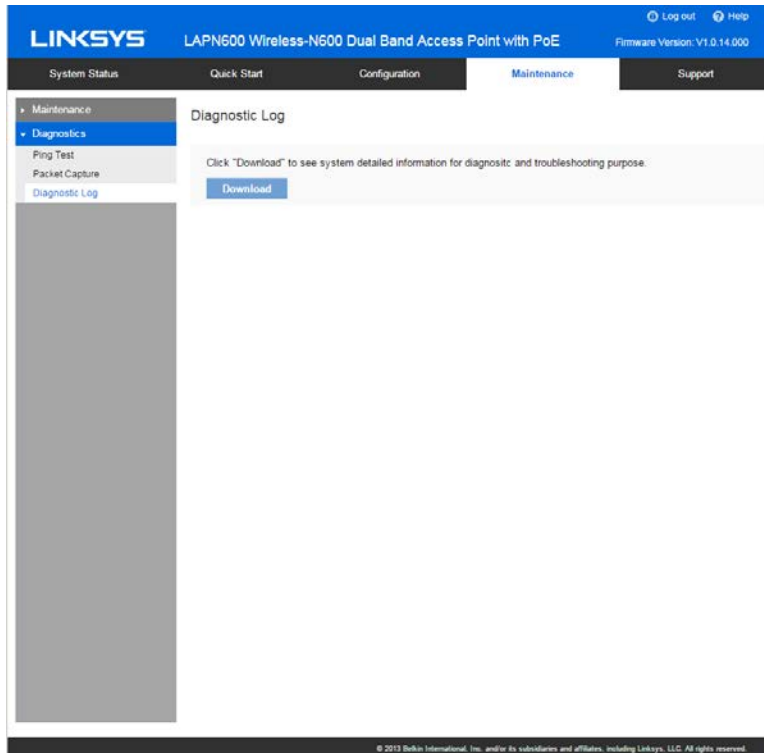 Log out Help
LINKSYS LAPN600 Wireless-N600 Dual Band Access Point with PoE Firmware Version: V1.0.14.000
System Status Quick Start Configuration Maintenance Support
Maintenance
Diagnostics
Ping Test
Packet Capture
Diagnostic Log
Diagnostic Log
Click "Download" to see system detailed information for diagnositc and troubleshooting purpose.
Download
© 2013 Belkin International, Inc. and/or its subsidiaries and affiliates, including Linksys, LLC. All rights reserved.